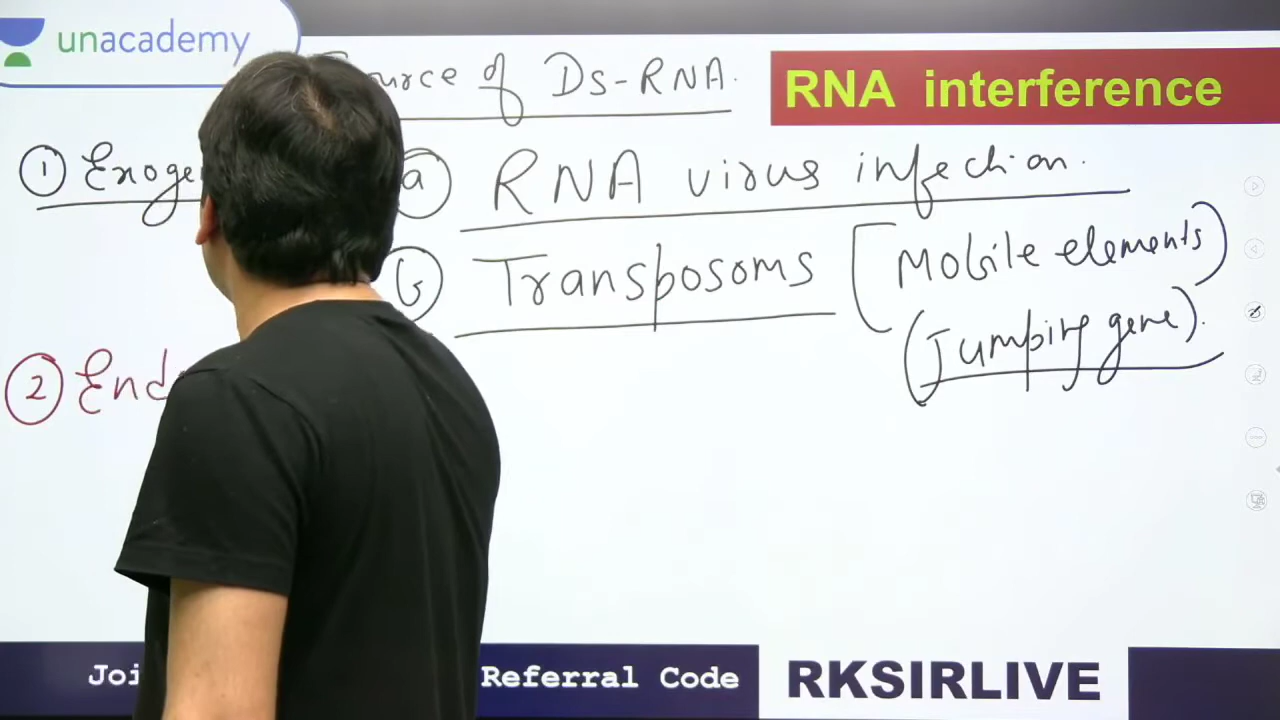 unacademy
Source of Ds-RNA.
RNA interference
① Exoge
a RNA virus infection.
b Transposoms [Mobile elements)
(Jumping gene).
② End
Joi Referral Code RKSIRLIVE